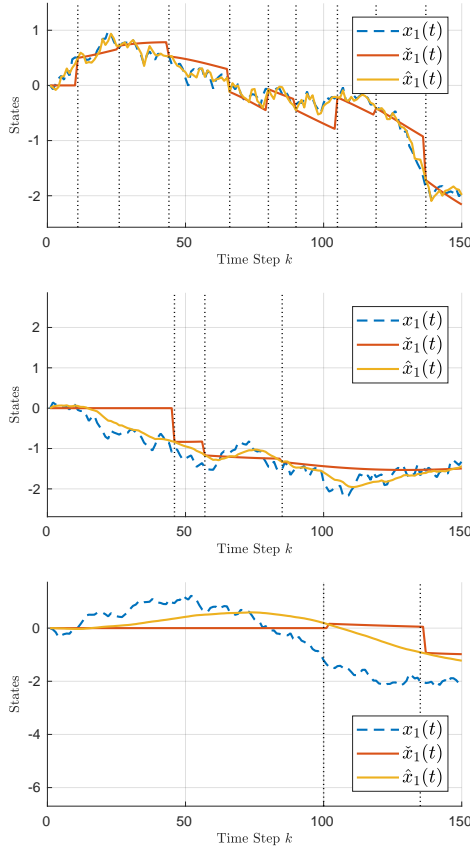 1
0
-1
-2
States
0
50
100
150
Time Step k
x₁(t)
x̌₁(t)
x̂₁(t)
2
1
0
-1
-2
States
0
50
100
150
Time Step k
x₁(t)
x̌₁(t)
x̂₁(t)
0
-2
-4
-6
States
0
50
100
150
Time Step k
x₁(t)
x̌₁(t)
x̂₁(t)